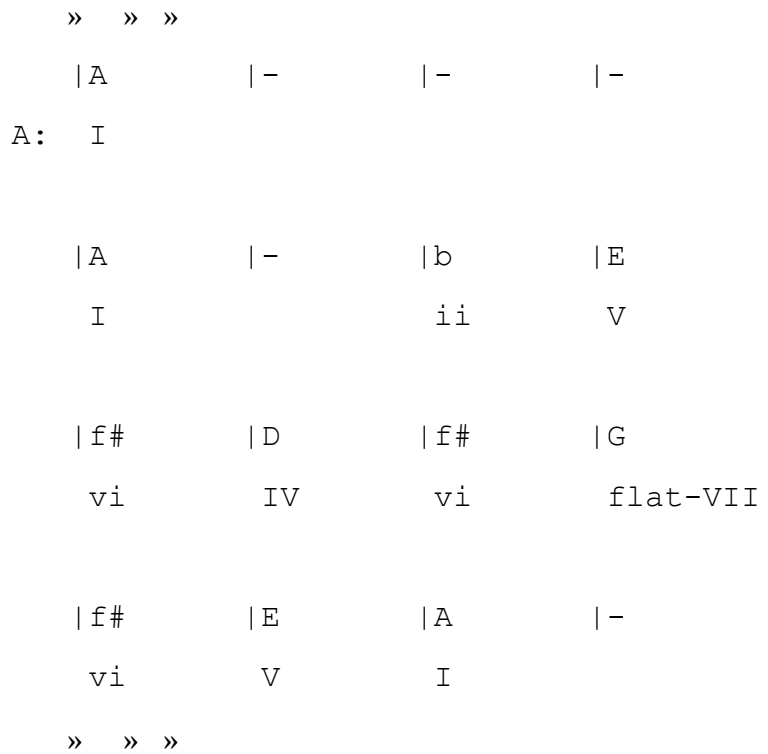 » » »
|A |- |- |-
A: I
|A |- |b |E
I ii V
|f# |D |f# |G
vi IV vi flat-VII
|f# |E |A |-
vi V I
» » »